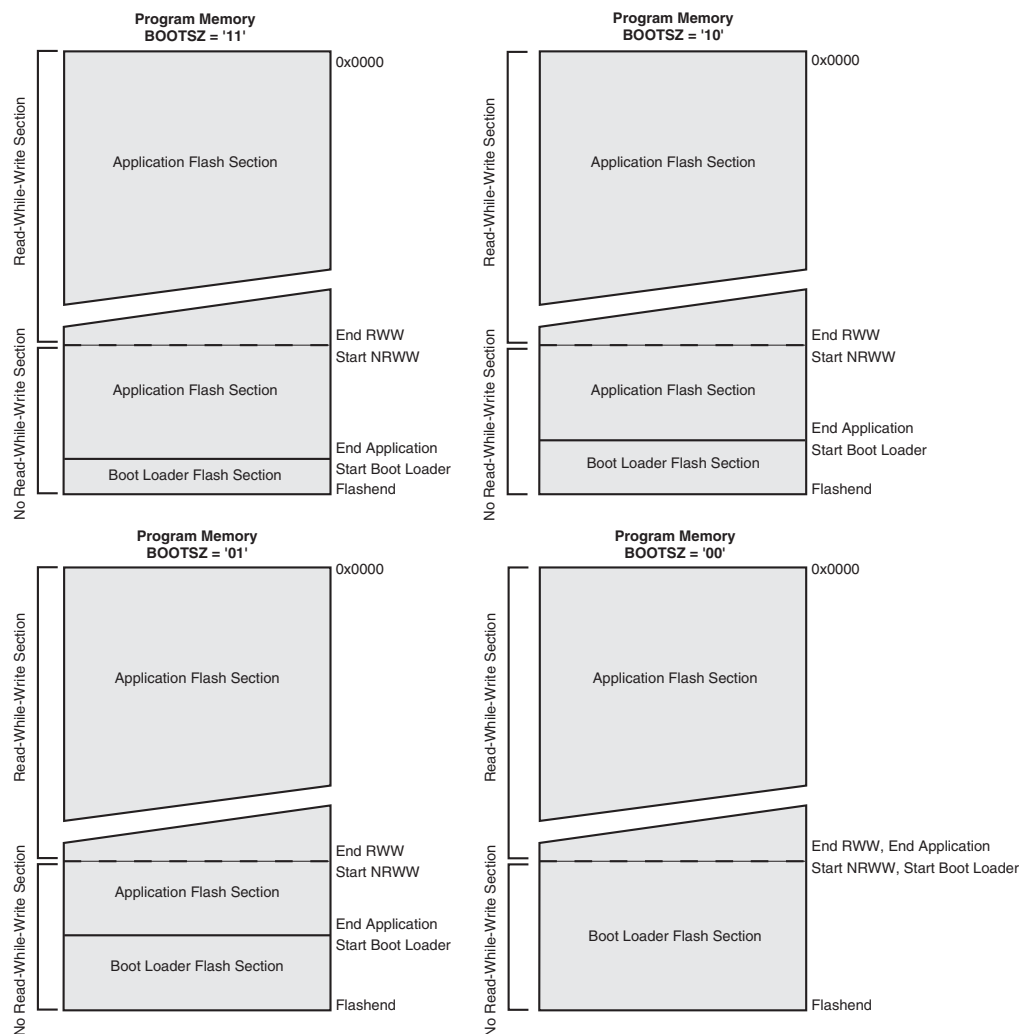 Program Memory
BOOTSZ = '11'
0x0000
Read-While-Write Section
Application Flash Section
End RWW
Start NRWW
No Read-While-Write Section
Application Flash Section
End Application
Start Boot Loader
Boot Loader Flash Section
Flashend
Program Memory
BOOTSZ = '10'
0x0000
Read-While-Write Section
Application Flash Section
End RWW
Start NRWW
No Read-While-Write Section
Application Flash Section
End Application
Start Boot Loader
Boot Loader Flash Section
Flashend
Program Memory
BOOTSZ = '01'
0x0000
Read-While-Write Section
Application Flash Section
End RWW
Start NRWW
No Read-While-Write Section
Application Flash Section
End Application
Start Boot Loader
Boot Loader Flash Section
Flashend
Program Memory
BOOTSZ = '00'
0x0000
Read-While-Write Section
Application Flash Section
End RWW, End Application
Start NRWW, Start Boot Loader
No Read-While-Write Section
Boot Loader Flash Section
Flashend